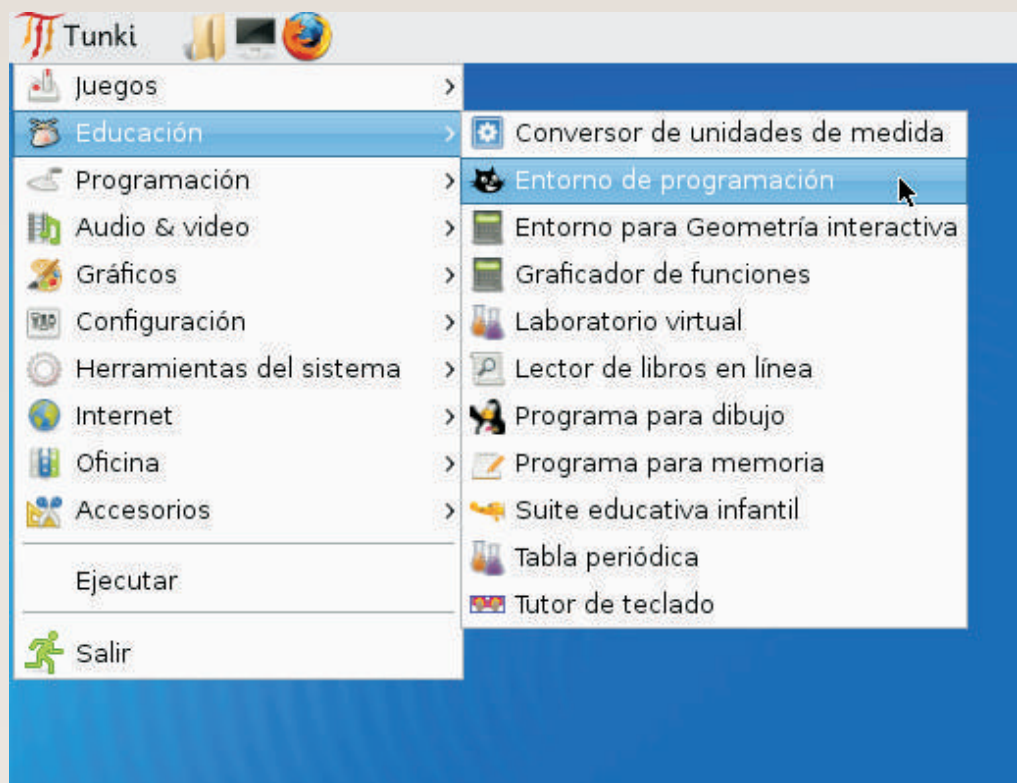 Tunki
Juegos
Educación
Programación
Audio & video
Gráficos
Configuración
Herramientas del sistema
Internet
Oficina
Accesorios
Ejecutar
Salir
Conversor de unidades de medida
Entorno de programación
Entorno para Geometría interactiva
Graficador de funciones
Laboratorio virtual
Lector de libros en línea
Programa para dibujo
Programa para memoria
Suite educativa infantil
Tabla periódica
Tutor de teclado